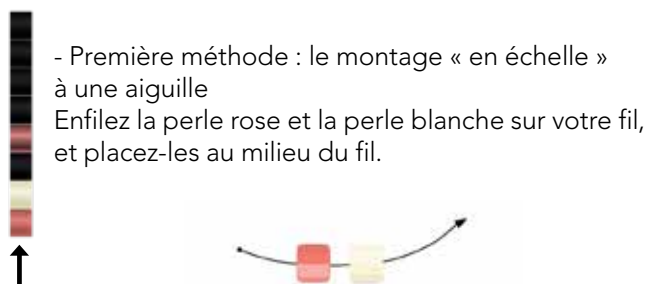 - Première méthode : le montage « en échelle »
à une aiguille
Enfilez la perle rose et la perle blanche sur votre fil,
et placez-les au milieu du fil.